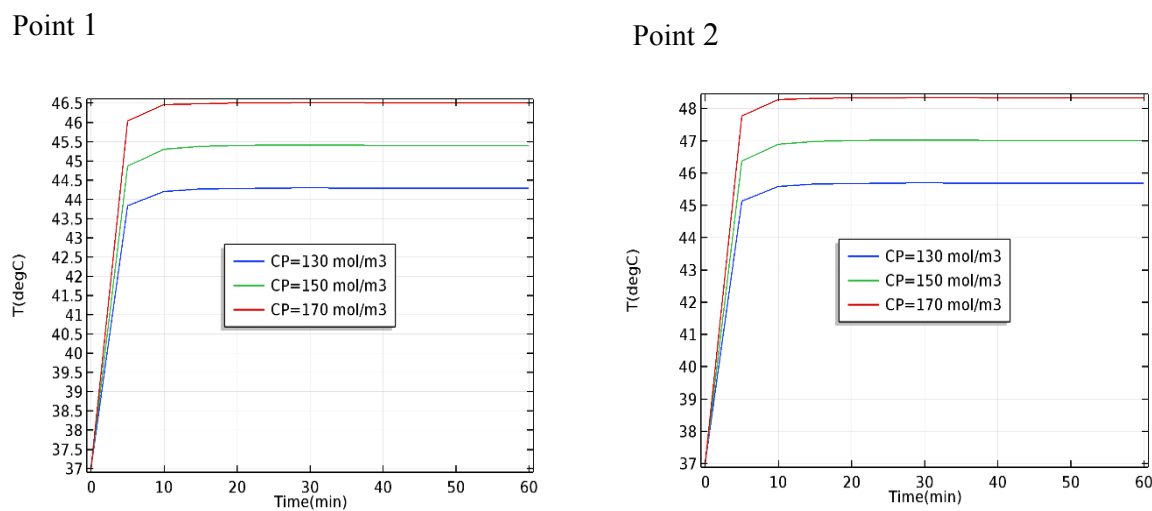 Point 1
46.5
46
45.5
45
44.5
44
43.5
43
42.5
42
41.5
41
40.5
40
39.5
39
38.5
38
37.5
37
T(degC)
CP=130 mol/m3
CP=150 mol/m3
CP=170 mol/m3
0 10 20 30 40 50 60
Time(min)
Point 2
48
47
46
45
44
43
42
41
40
39
38
37
T(degC)
CP=130 mol/m3
CP=150 mol/m3
CP=170 mol/m3
0 10 20 30 40 50 60
Time(min)